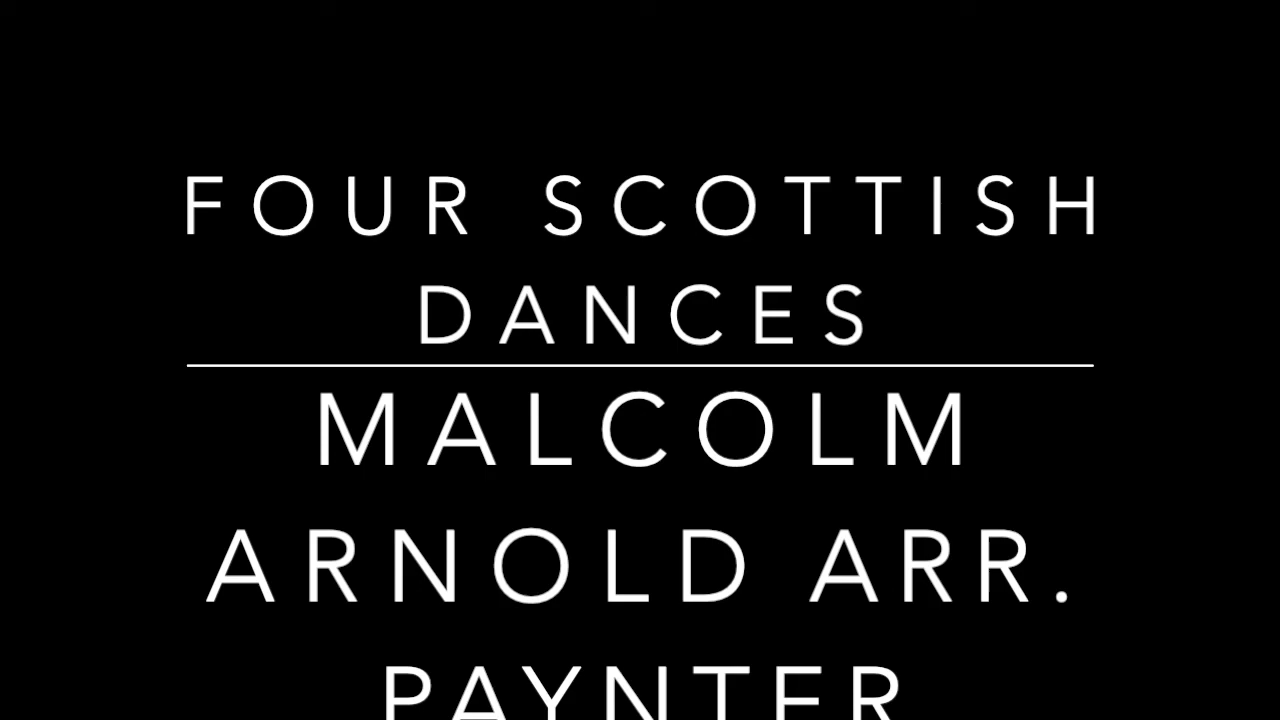 FOUR SCOTTISH
DANCES
MALCOLM
ARNOLD ARR.
PAYNTER